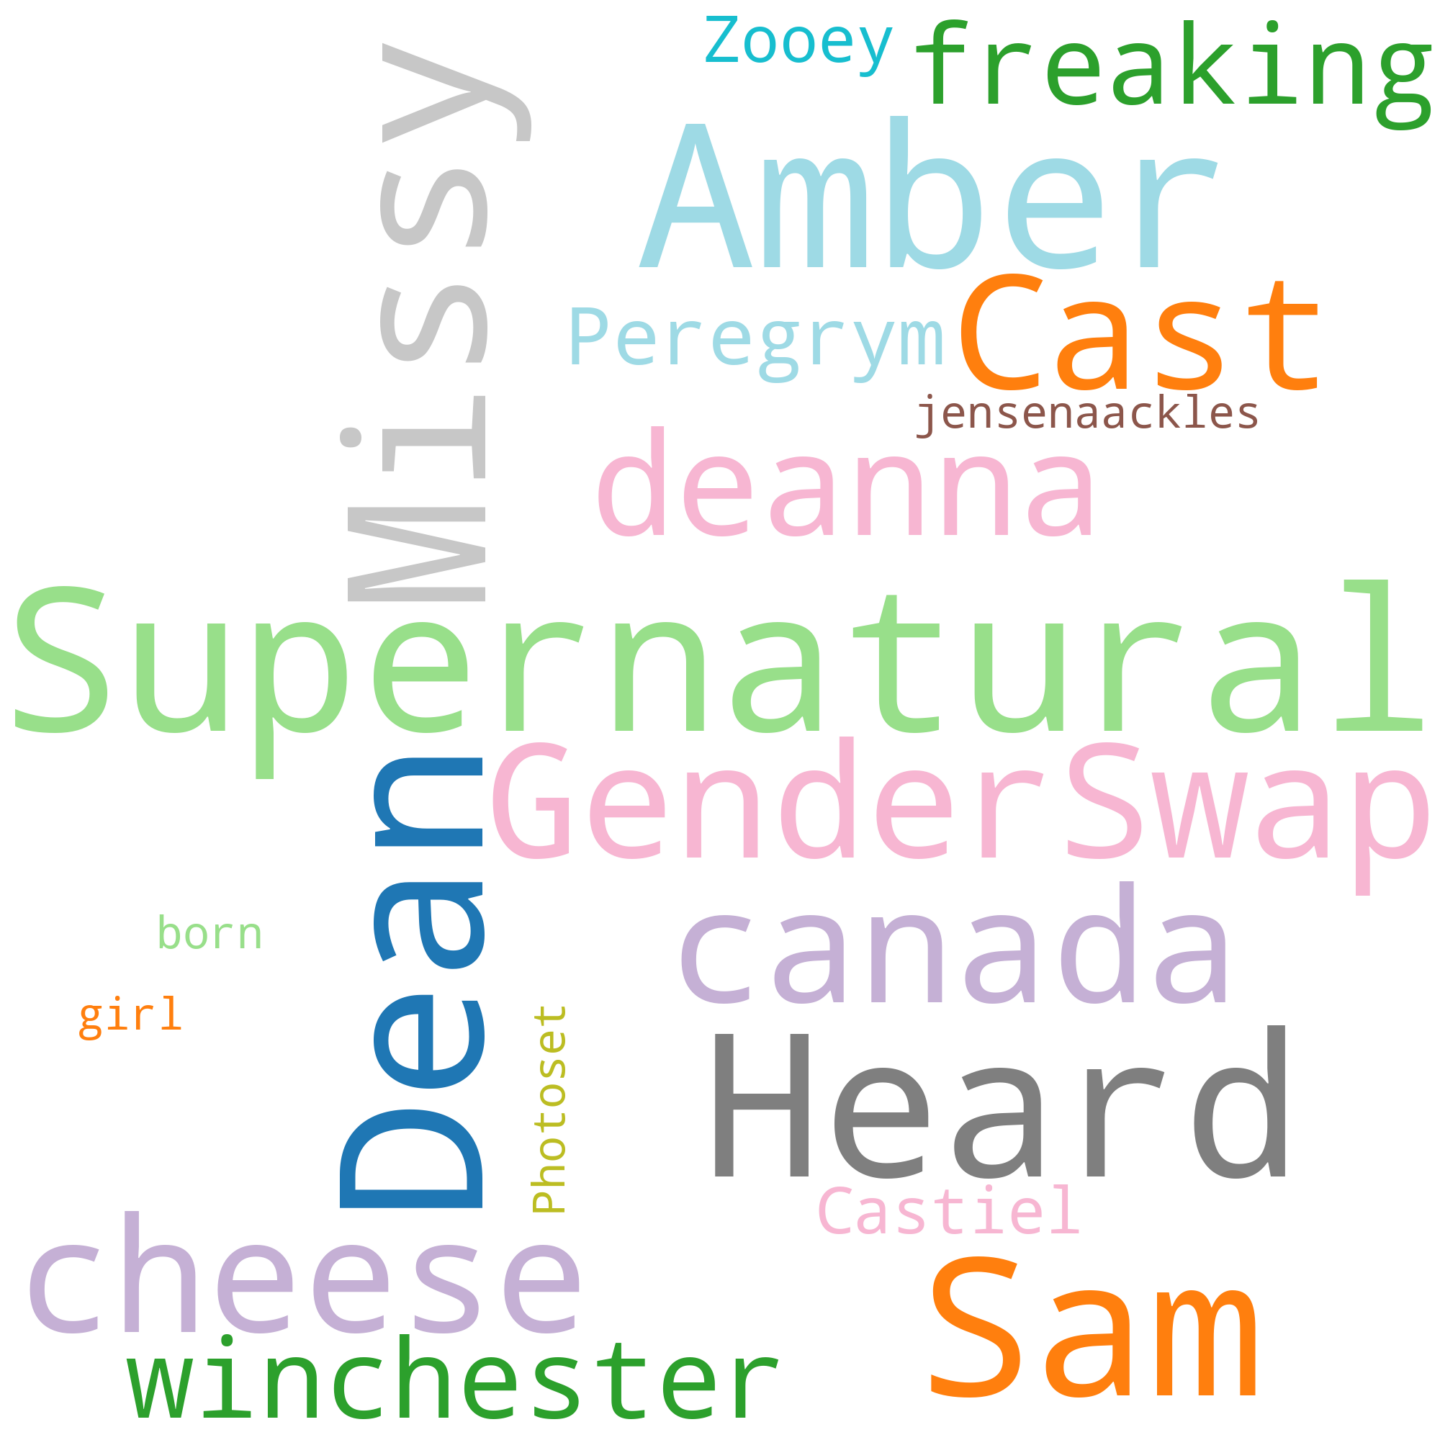 Zooey
freaking
Missy
Amber
Cast
Peregrym
jensenaackles
deanna
Supernatural
GenderSwap
Dean
canada
born
girl
Photoset
Heard
Castiel
cheese
Sam
winchester